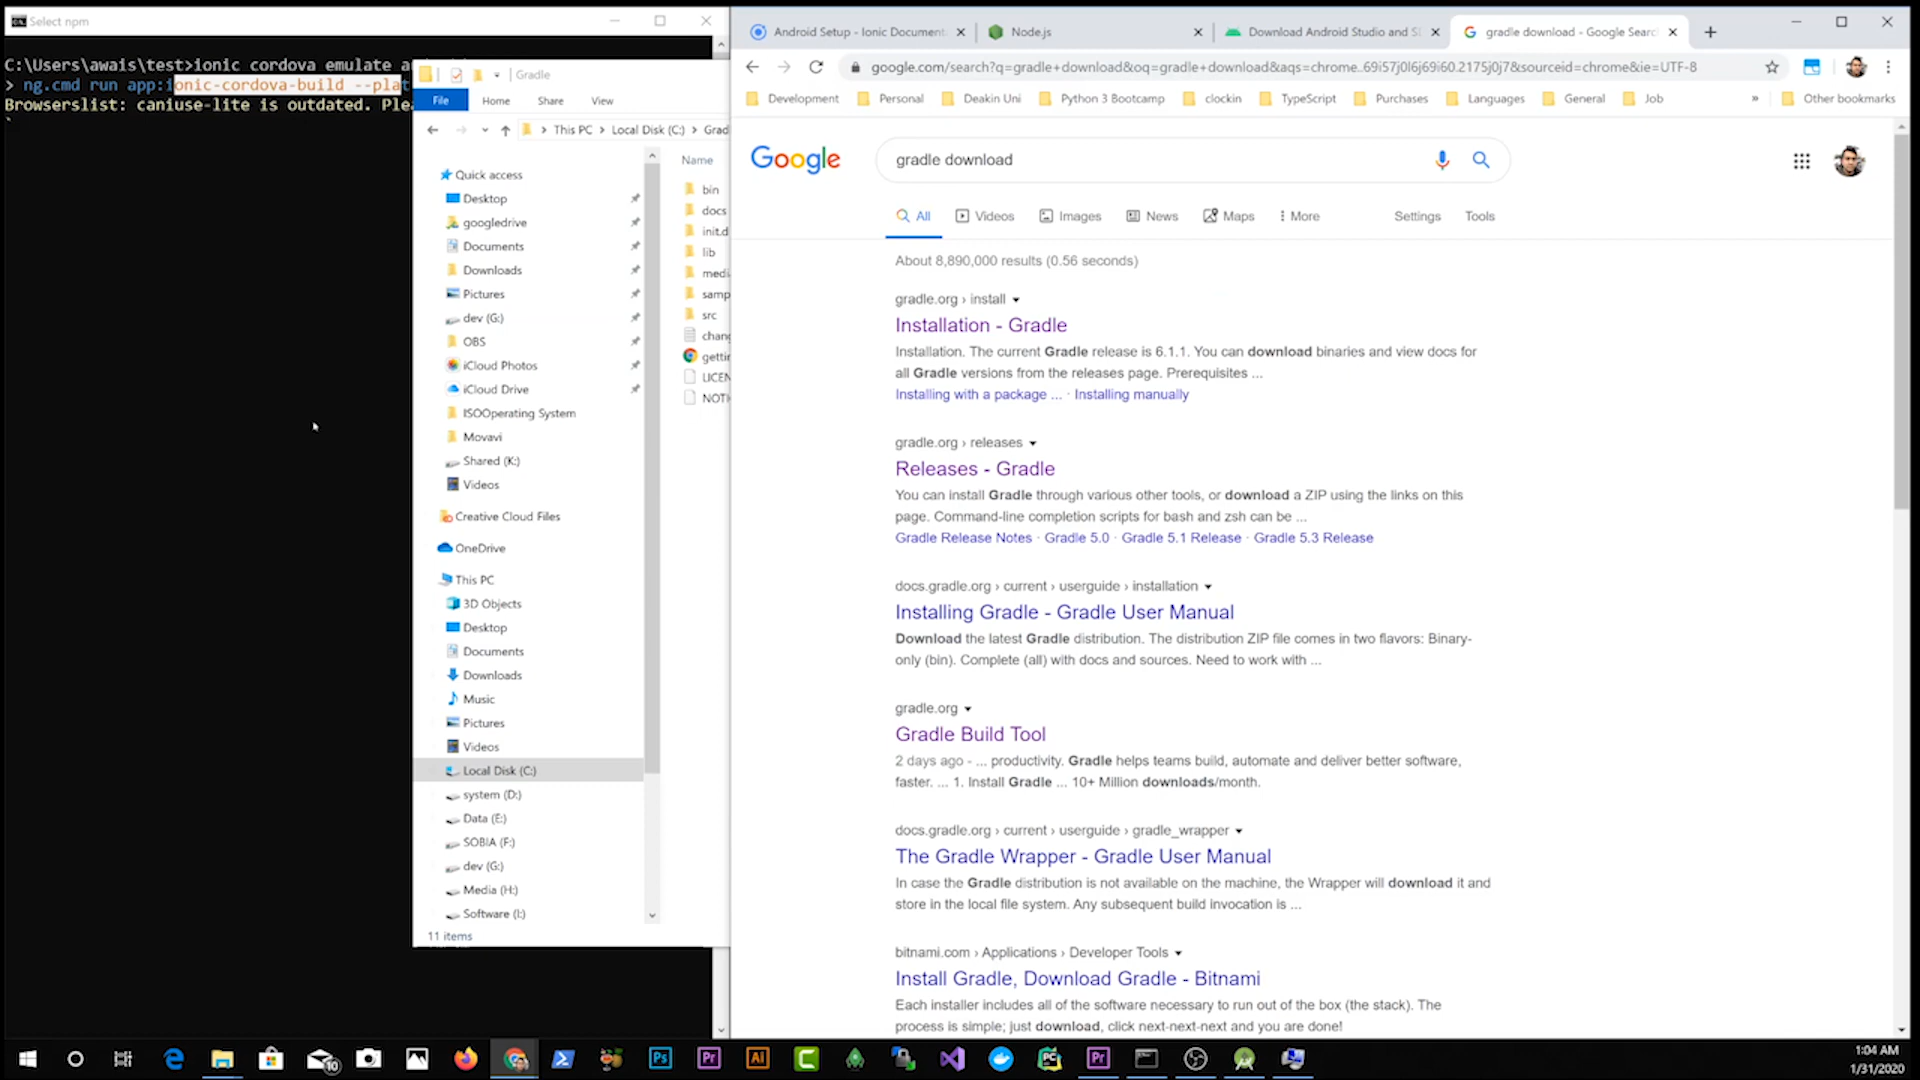 Select npm
C:\Users\awais\test>ionic cordova emulate a
> ng.cmd run app:ionic-cordova-build --plat
Browserslist: caniuse-lite is outdated. Plea
Gradle
File
Home
Share
View
This PC
Local Disk (C:)
Grad
Name
bin
docs
init.d
lib
medi
samp
src
chan
gettin
LICEN
NOTI
Quick access
Desktop
googledrive
Documents
Downloads
Pictures
dev (G:)
OBS
iCloud Photos
iCloud Drive
ISOOperating System
Movavi
Shared (K:)
Videos
Creative Cloud Files
OneDrive
This PC
3D Objects
Desktop
Documents
Downloads
Music
Pictures
Videos
Local Disk (C:)
system (D:)
Data (E:)
SOBIA (F:)
dev (G:)
Media (H:)
Software (I:)
11 items
Android Setup - Ionic Document
Node.js
Download Android Studio and SD
gradle download - Google Searc
google.com/search?q=gradle+download&oq=gradle+download&aqs=chrome..69i57j0l6j69i60.2175j0j7&sourceid=chrome&ie=UTF-8
Development
Personal
Deakin Uni
Python 3 Bootcamp
clockin
TypeScript
Purchases
Languages
General
Job
»
Other bookmarks
Google
gradle download
All
Videos
Images
News
Maps
More
Settings
Tools
About 8,890,000 results (0.56 seconds)
gradle.org › install
Installation - Gradle
Installation. The current Gradle release is 6.1.1. You can download binaries and view docs for
all Gradle versions from the releases page. Prerequisites ...
Installing with a package ... · Installing manually
gradle.org › releases
Releases - Gradle
You can install Gradle through various other tools, or download a ZIP using the links on this
page. Command-line completion scripts for bash and zsh can be ...
Gradle Release Notes · Gradle 5.0 · Gradle 5.1 Release · Gradle 5.3 Release
docs.gradle.org › current › userguide › installation
Installing Gradle - Gradle User Manual
Download the latest Gradle distribution. The distribution ZIP file comes in two flavors: Binary-
only (bin). Complete (all) with docs and sources. Need to work with ...
gradle.org
Gradle Build Tool
2 days ago - ... productivity. Gradle helps teams build, automate and deliver better software,
faster. ... 1. Install Gradle ... 10+ Million downloads/month.
docs.gradle.org › current › userguide › gradle_wrapper
The Gradle Wrapper - Gradle User Manual
In case the Gradle distribution is not available on the machine, the Wrapper will download it and
store in the local file system. Any subsequent build invocation is ...
bitnami.com › Applications › Developer Tools
Install Gradle, Download Gradle - Bitnami
Each installer includes all of the software necessary to run out of the box (the stack). The
process is simple; just download, click next-next-next and you are done!
10
Ps
Pr
Ai
C
PC
Pr
1:04 AM
1/31/2020